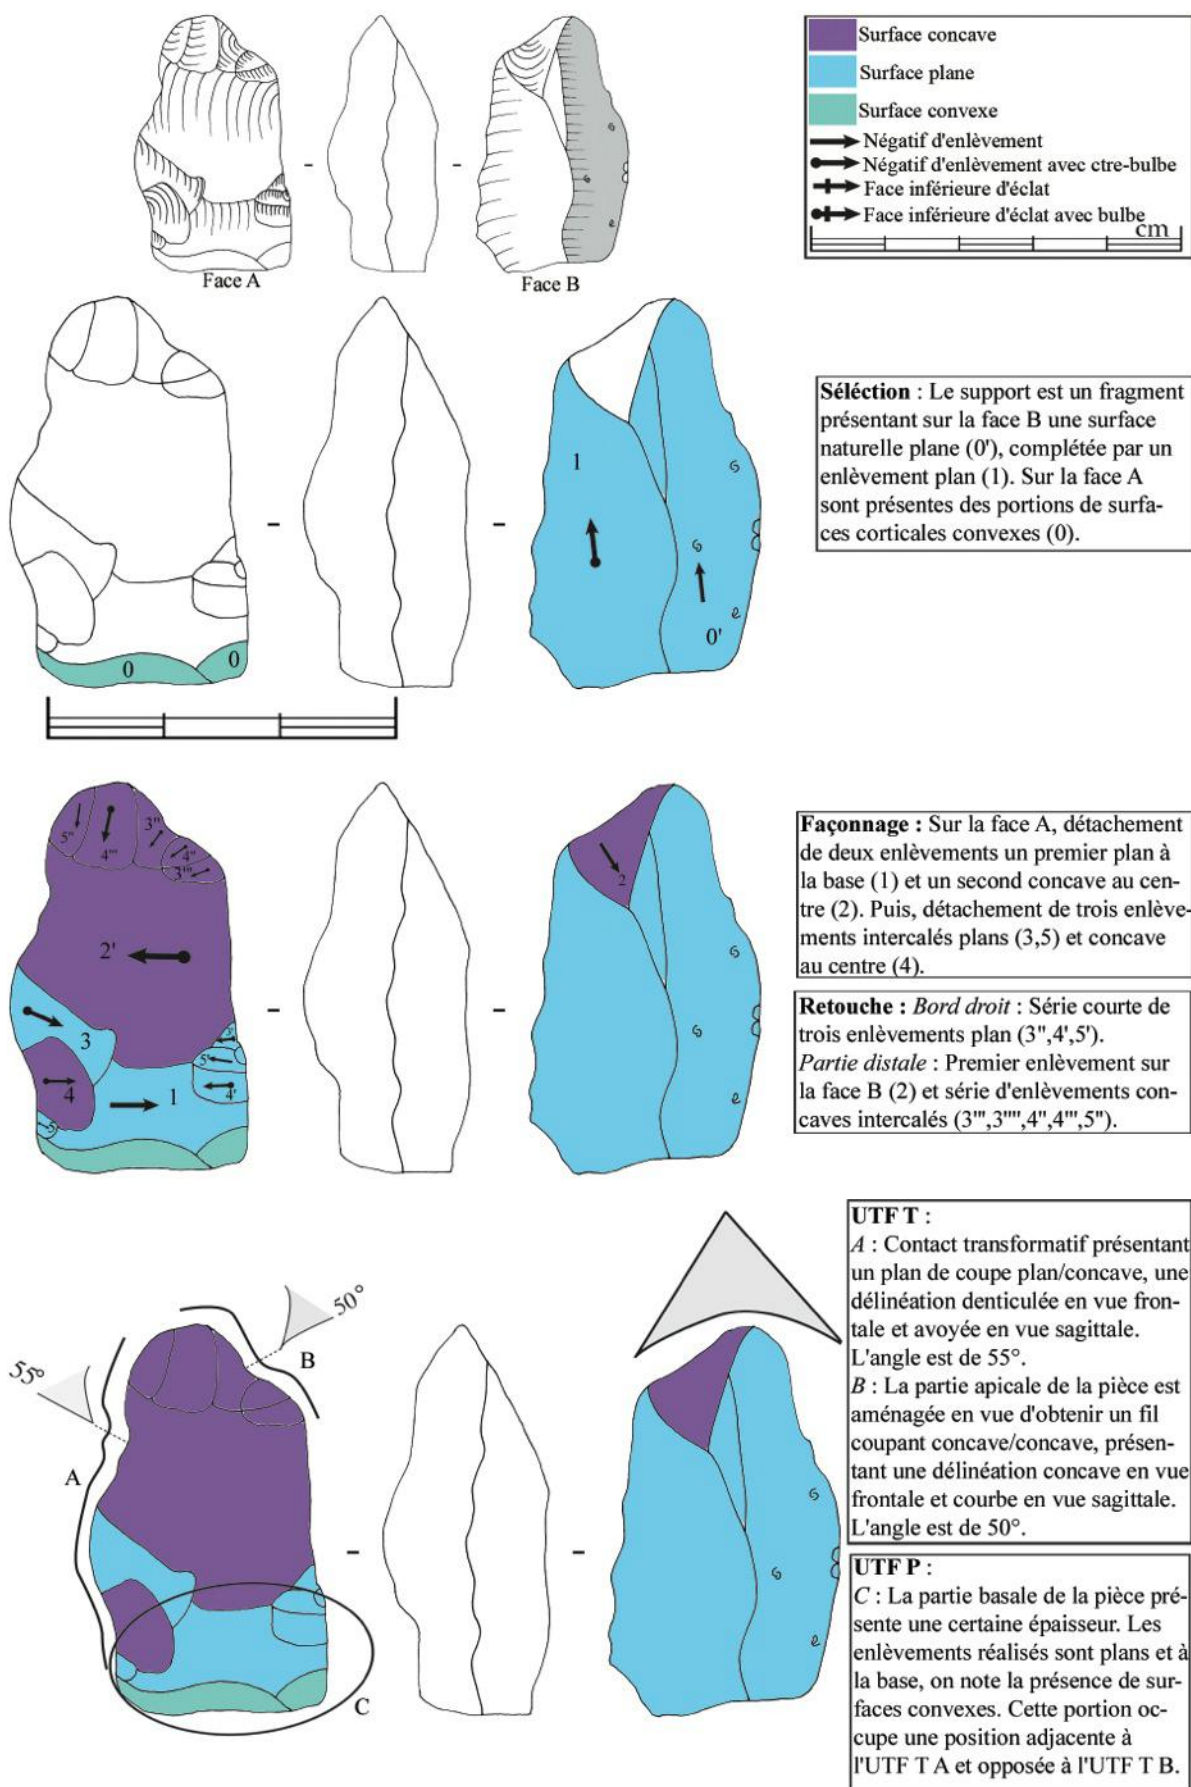 Surface concave
Surface plane
Surface convexe
Négatif d'enlèvement
Négatif d'enlèvement avec ctre-bulbe
Face inférieure d'éclat
Face inférieure d'éclat avec bulbe
cm
Face A
Face B
1
0'
0
0
Séléction : Le support est un fragment
présentant sur la face B une surface
naturelle plane (0'), complétée par un
enlèvement plan (1). Sur la face A
sont présentes des portions de surfa-
ces corticales convexes (0).
5''
4'''
3''
4''
3'''
2'
3
3'
5'
4
1
4'
5
2
Façonnage : Sur la face A, détachement
de deux enlèvements un premier plan à
la base (1) et un second concave au cen-
tre (2). Puis, détachement de trois enlève-
ments intercalés plans (3,5) et concave
au centre (4).
Retouche : Bord droit : Série courte de
trois enlèvements plan (3'',4',5').
Partie distale : Premier enlèvement sur
la face B (2) et série d'enlèvements con-
caves intercalés (3''',3'''',4'',4''',5'').
55°
50°
A
B
C
UTF T :
A : Contact transformatif présentant
un plan de coupe plan/concave, une
délinéation denticulée en vue fron-
tale et avoyée en vue sagittale.
L'angle est de 55°.
B : La partie apicale de la pièce est
aménagée en vue d'obtenir un fil
coupant concave/concave, présen-
tant une délinéation concave en vue
frontale et courbe en vue sagittale.
L'angle est de 50°.
UTF P :
C : La partie basale de la pièce pré-
sente une certaine épaisseur. Les
enlèvements réalisés sont plans et à
la base, on note la présence de sur-
faces convexes. Cette portion oc-
cupe une position adjacente à
l'UTF T A et opposée à l'UTF T B.